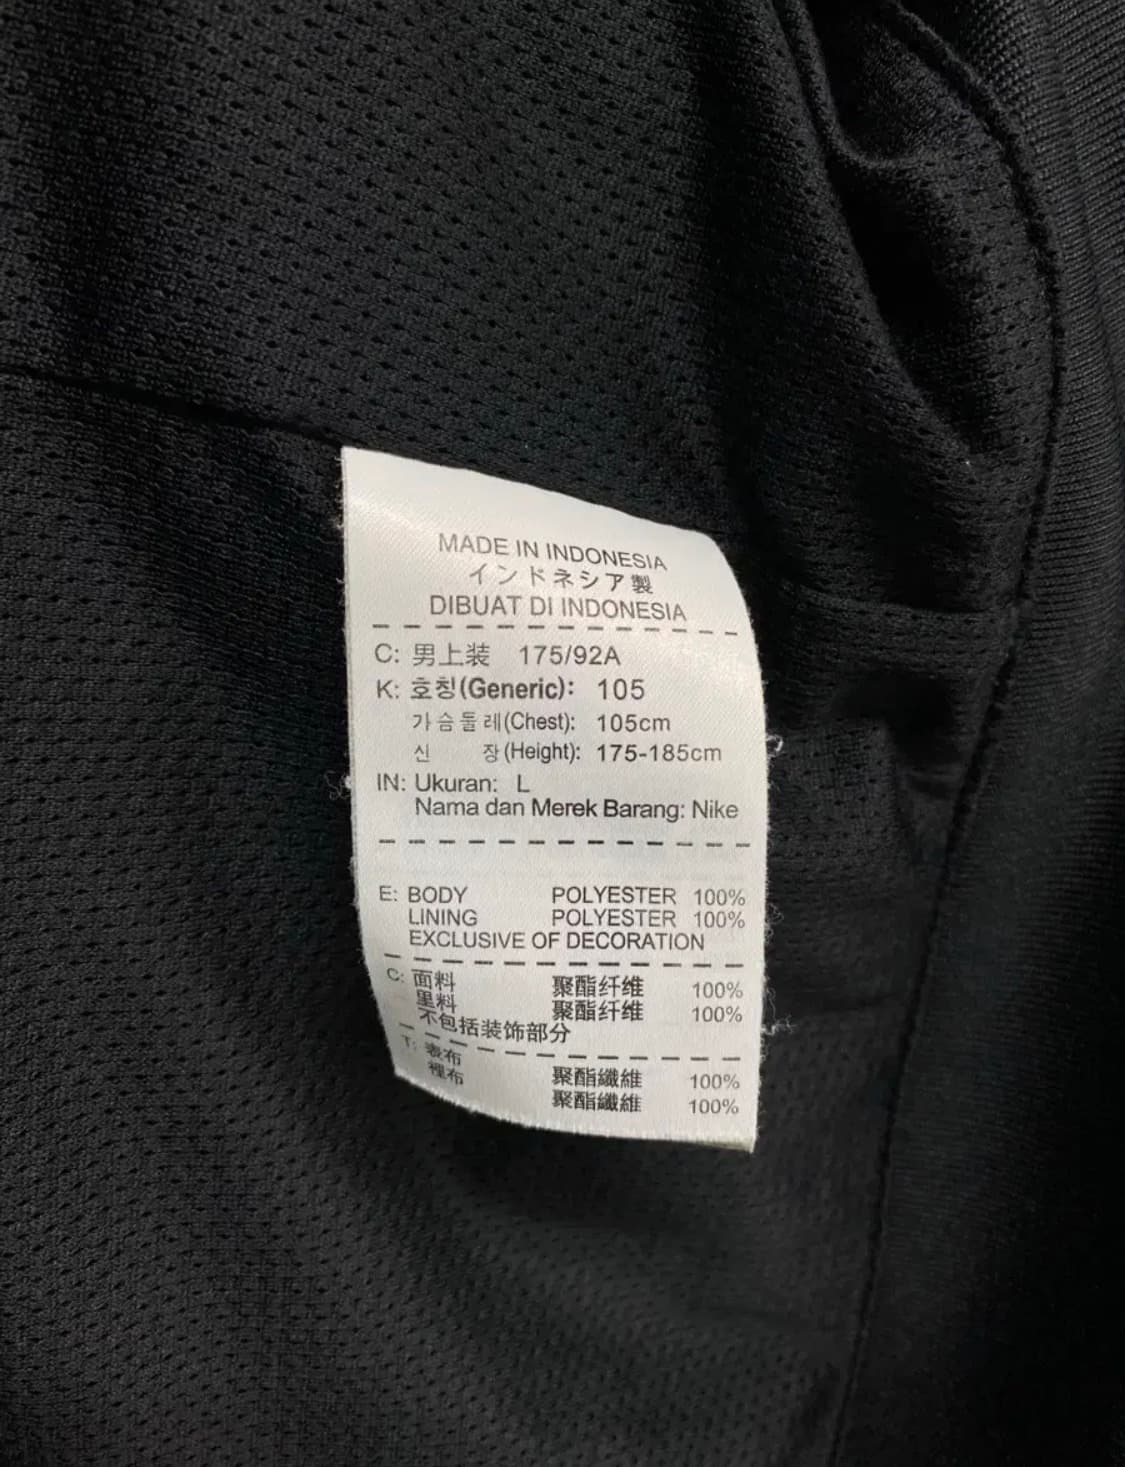 MADE IN INDONESIA
インドネシア製
DIBUAT DI INDONESIA
C: 男上装 175/92A
K: 호칭(Generic): 105
가슴둘레(Chest): 105cm
신 장(Height): 175-185cm
IN: Ukuran: L
Nama dan Merek Barang: Nike
E: BODY POLYESTER 100%
LINING POLYESTER 100%
EXCLUSIVE OF DECORATION
C: 面料 聚酯纤维 100%
里料 聚酯纤维 100%
不包括装饰部分
T: 表布 聚酯纖維 100%
裡布 聚酯纖維 100%